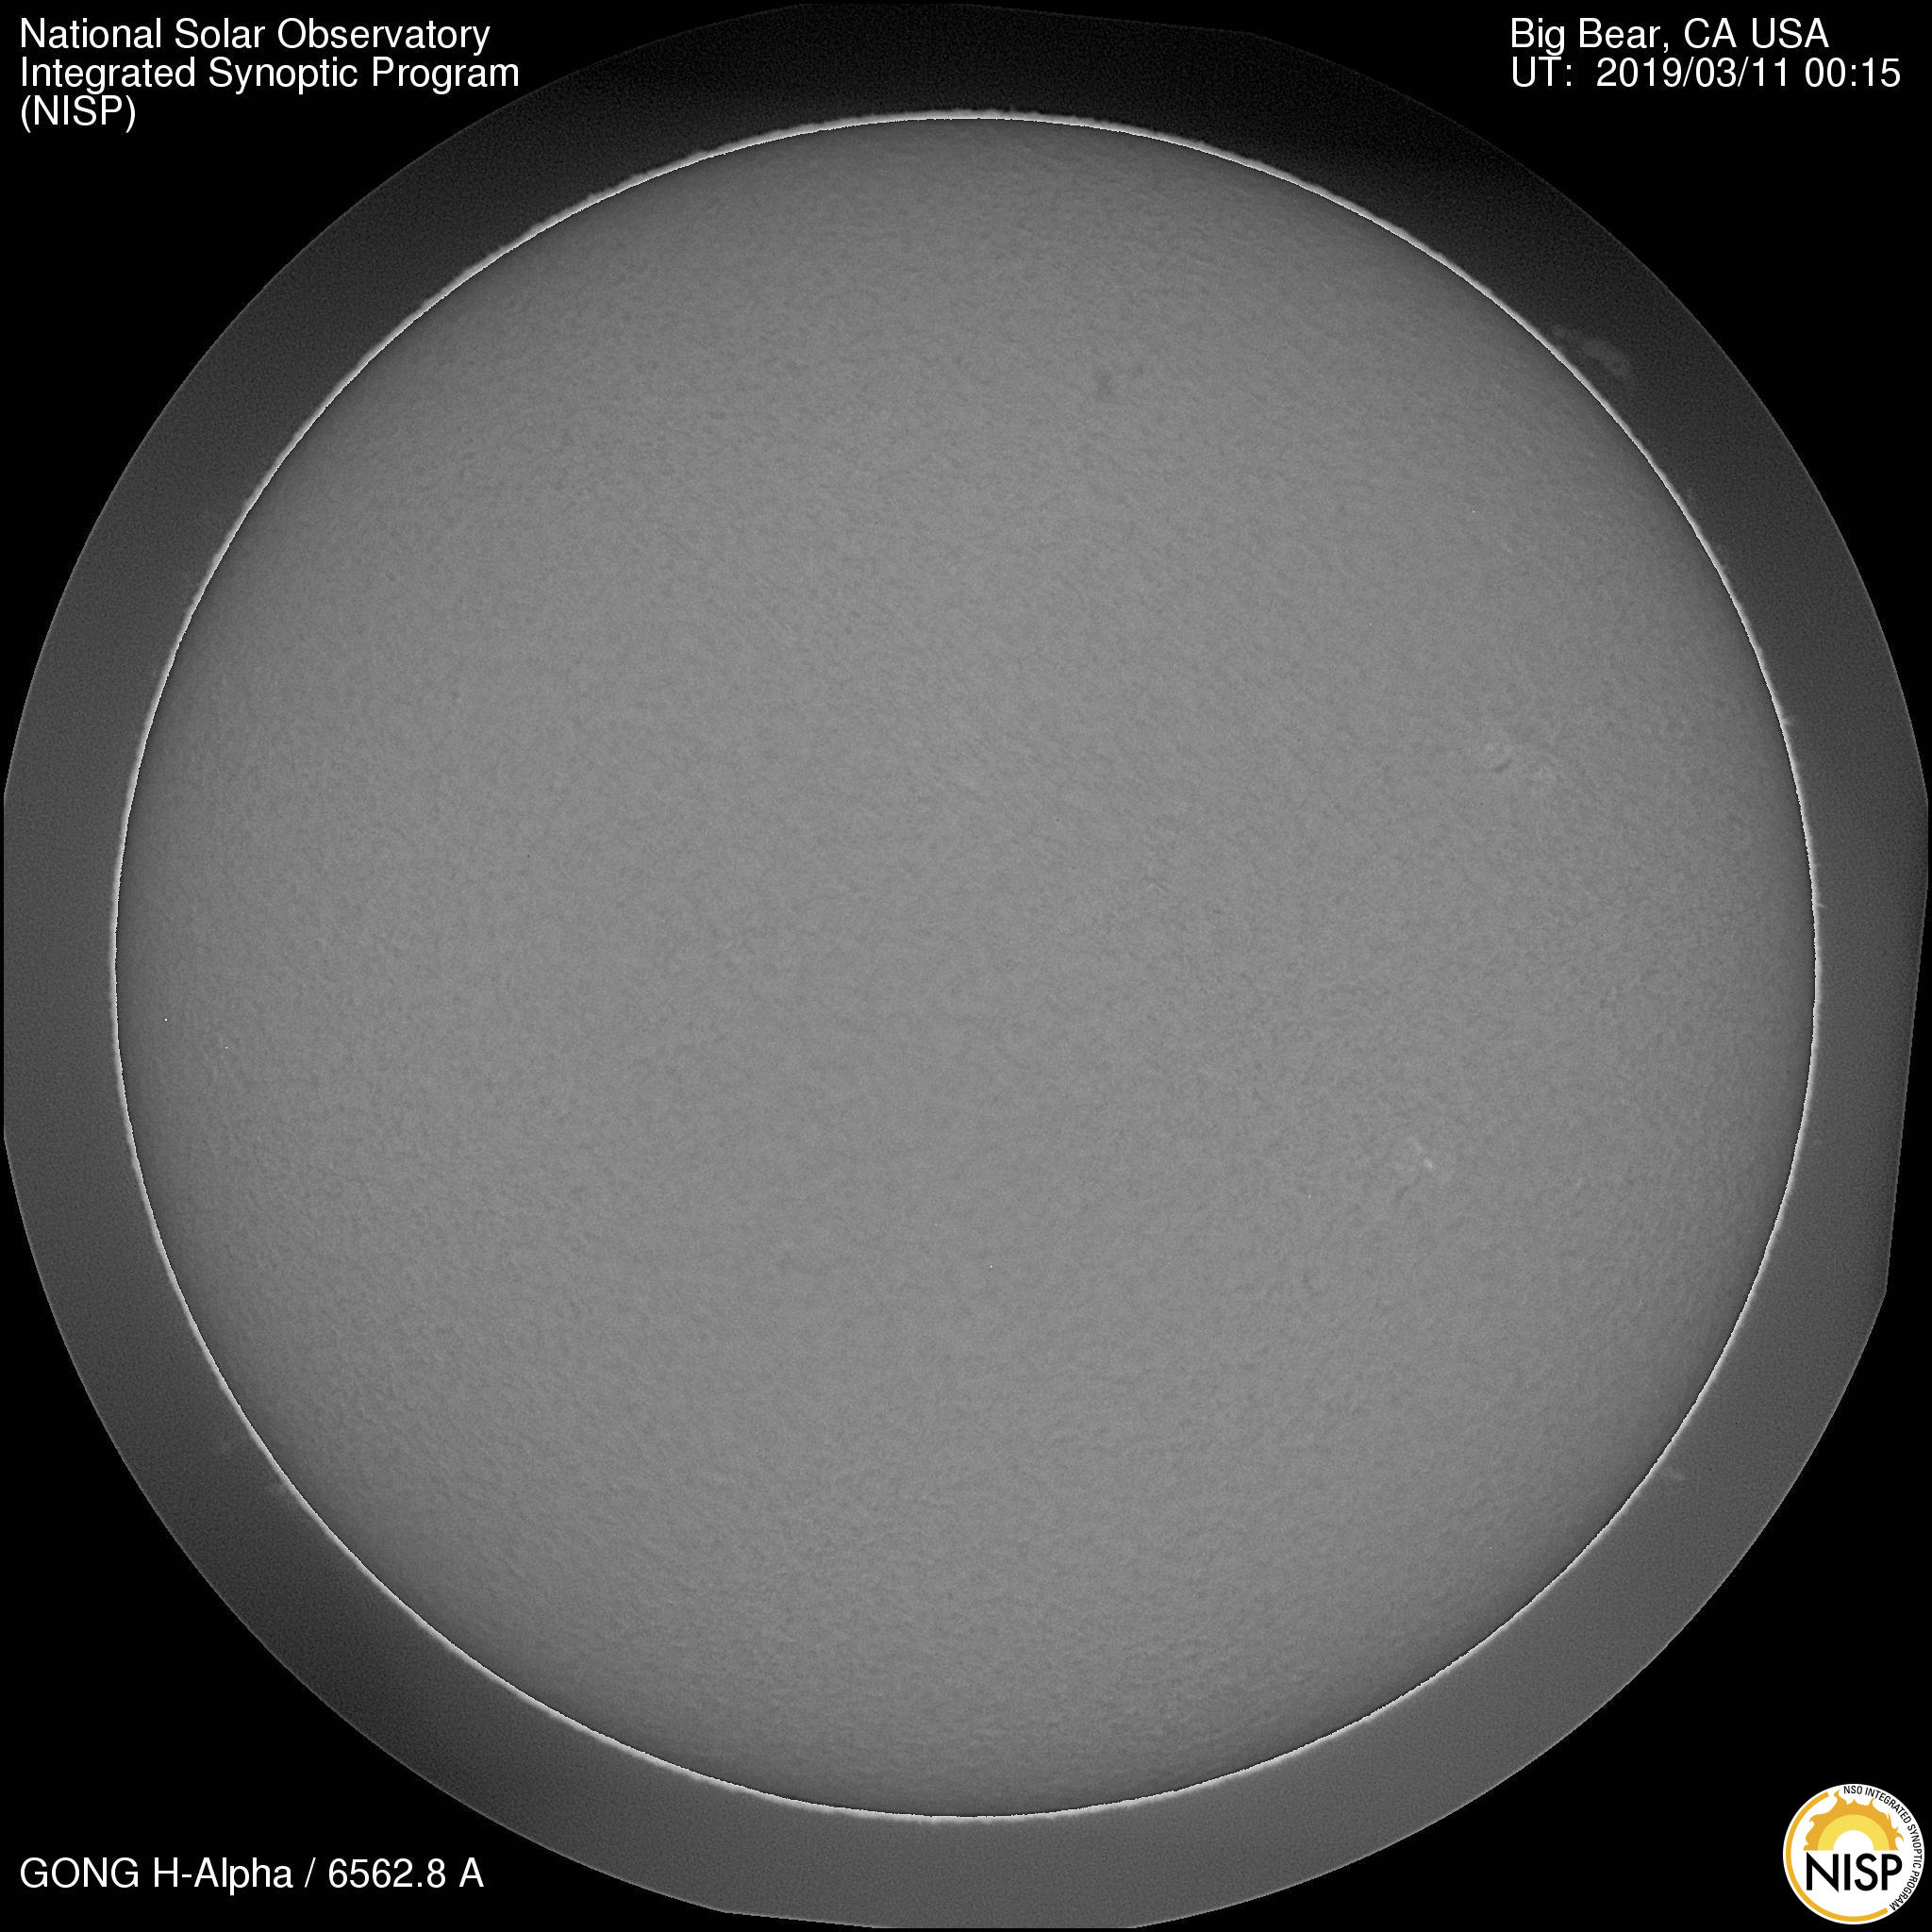 National Solar Observatory
Integrated Synoptic Program
(NISP)
Big Bear, CA USA
UT: 2019/03/11 00:15
GONG H-Alpha / 6562.8 A
NSO INTEGRATED SYNOPTIC PROGRAM
NISP